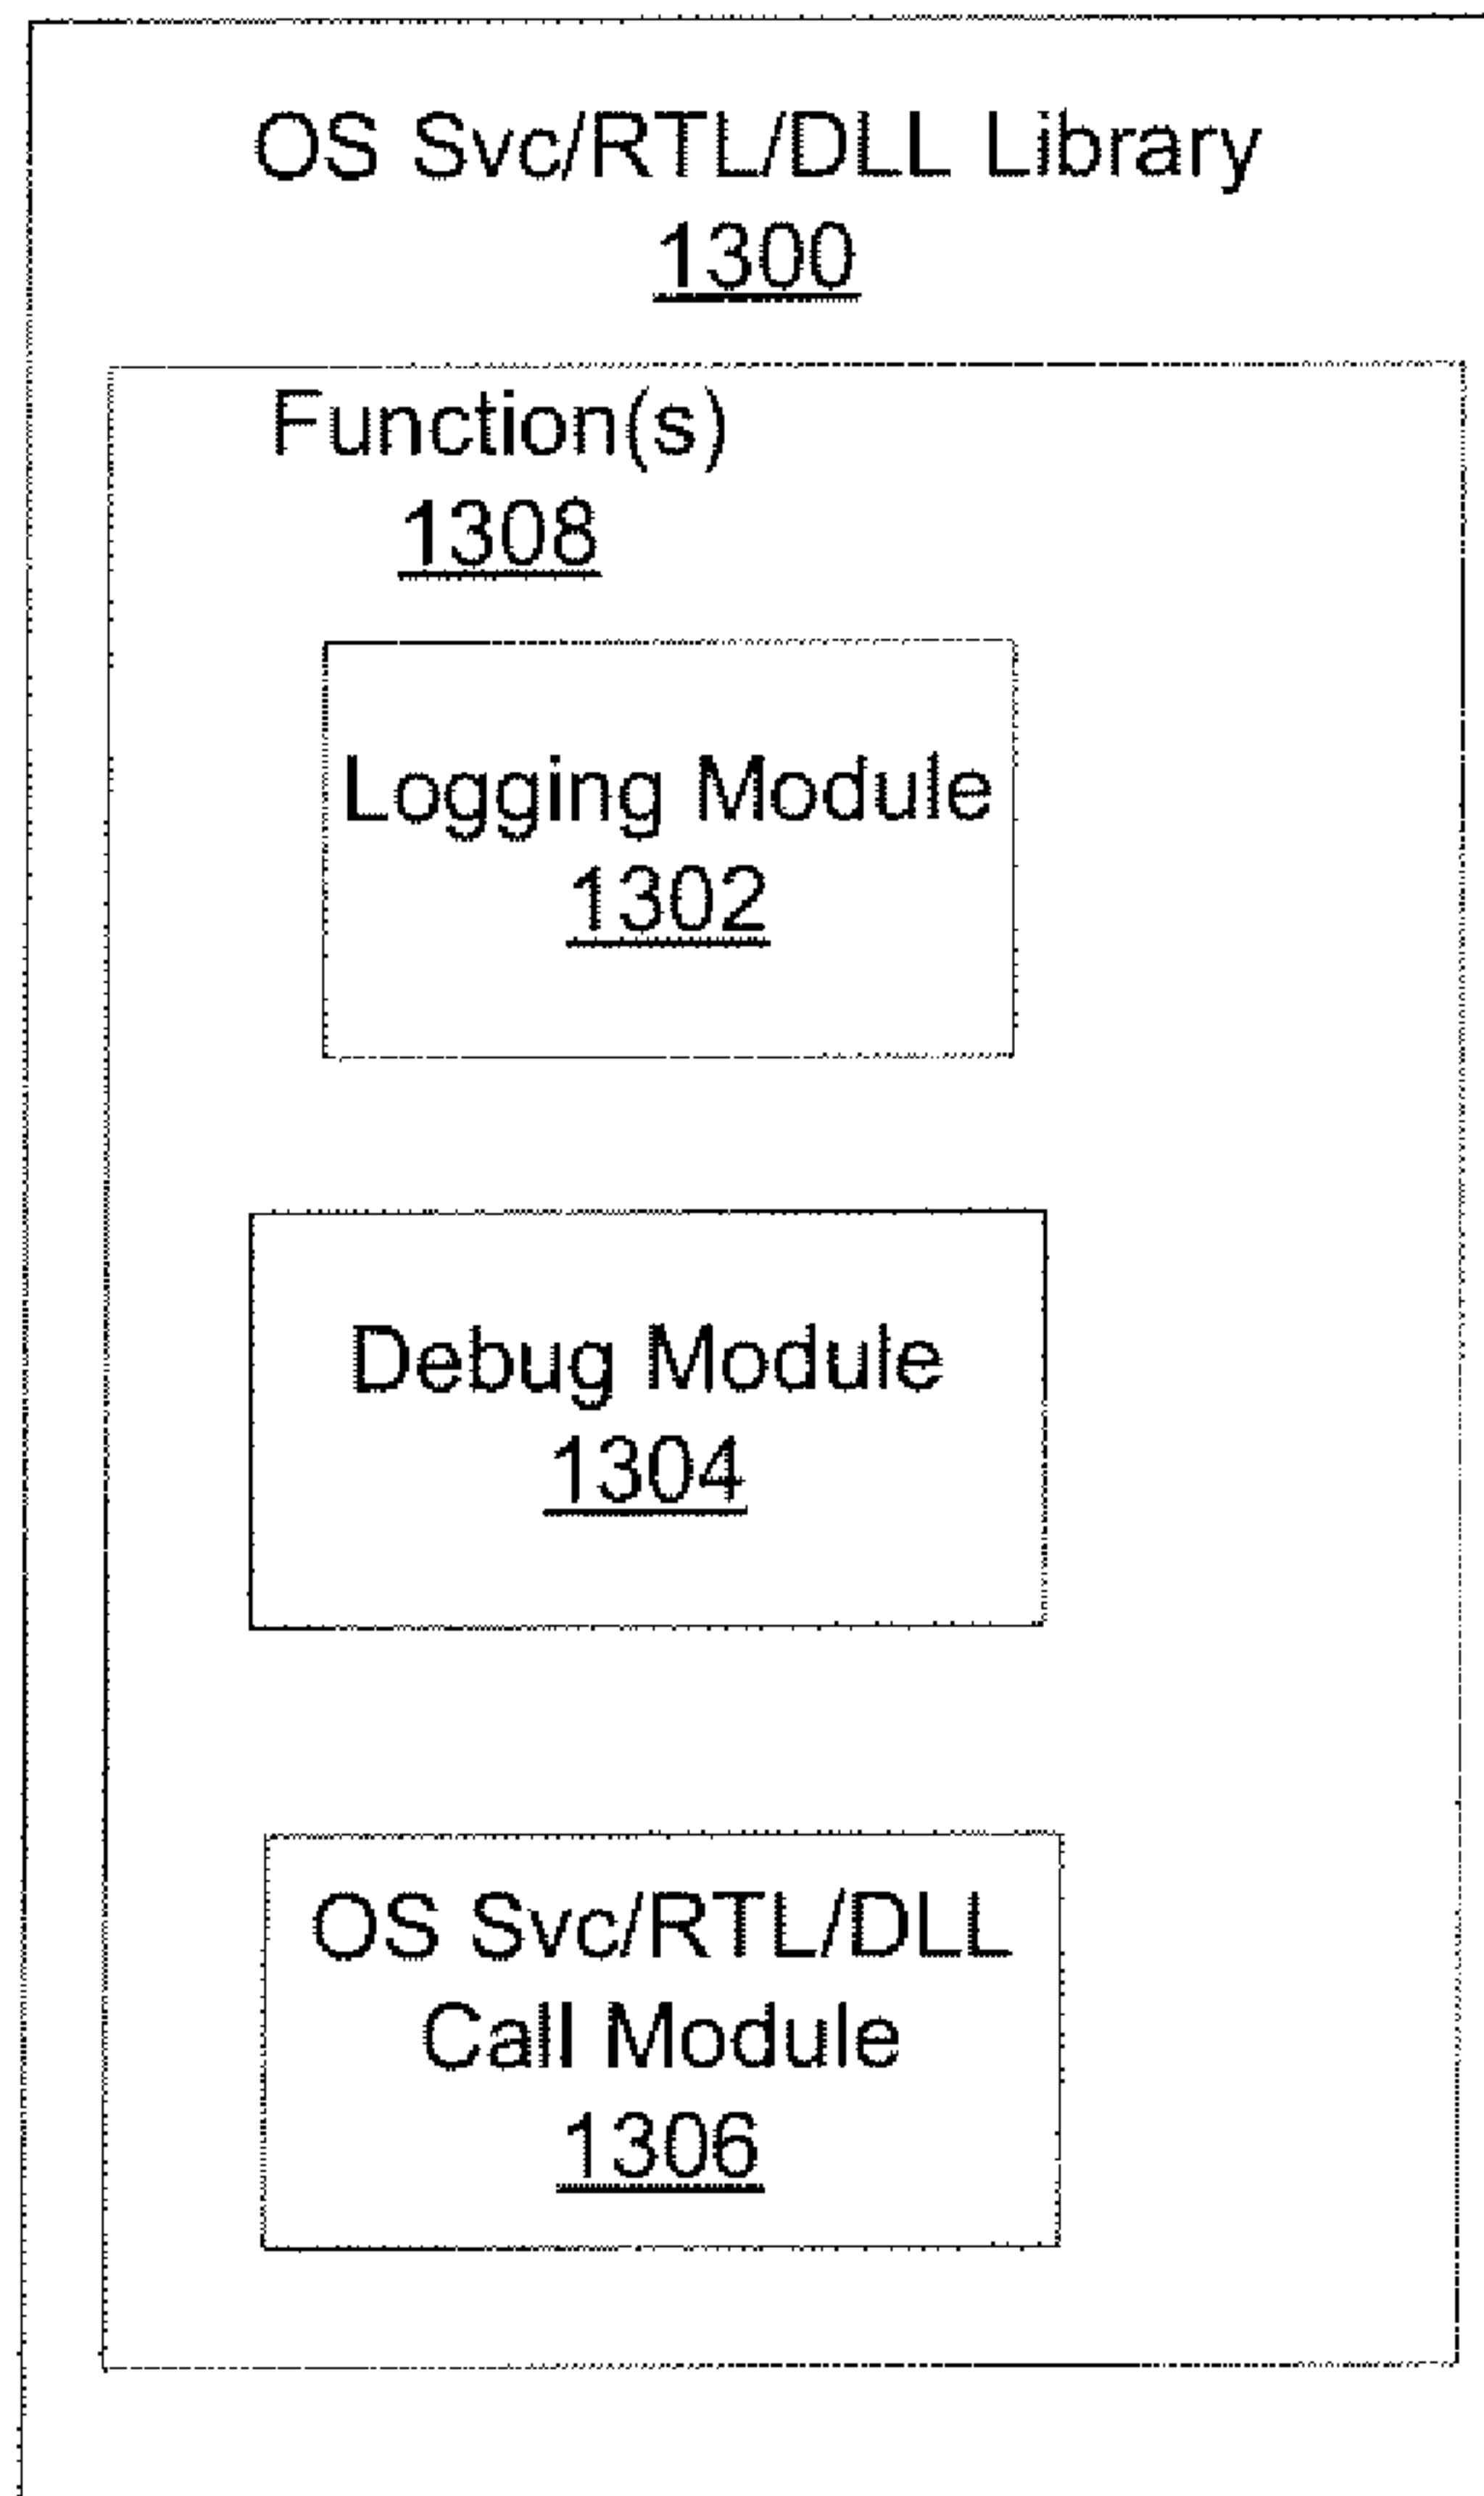 OS Svc/RTL/DLL Library
1300
Function(s)
1308
Logging Module
1302
Debug Module
1304
OS Svc/RTL/DLL
Call Module
1306